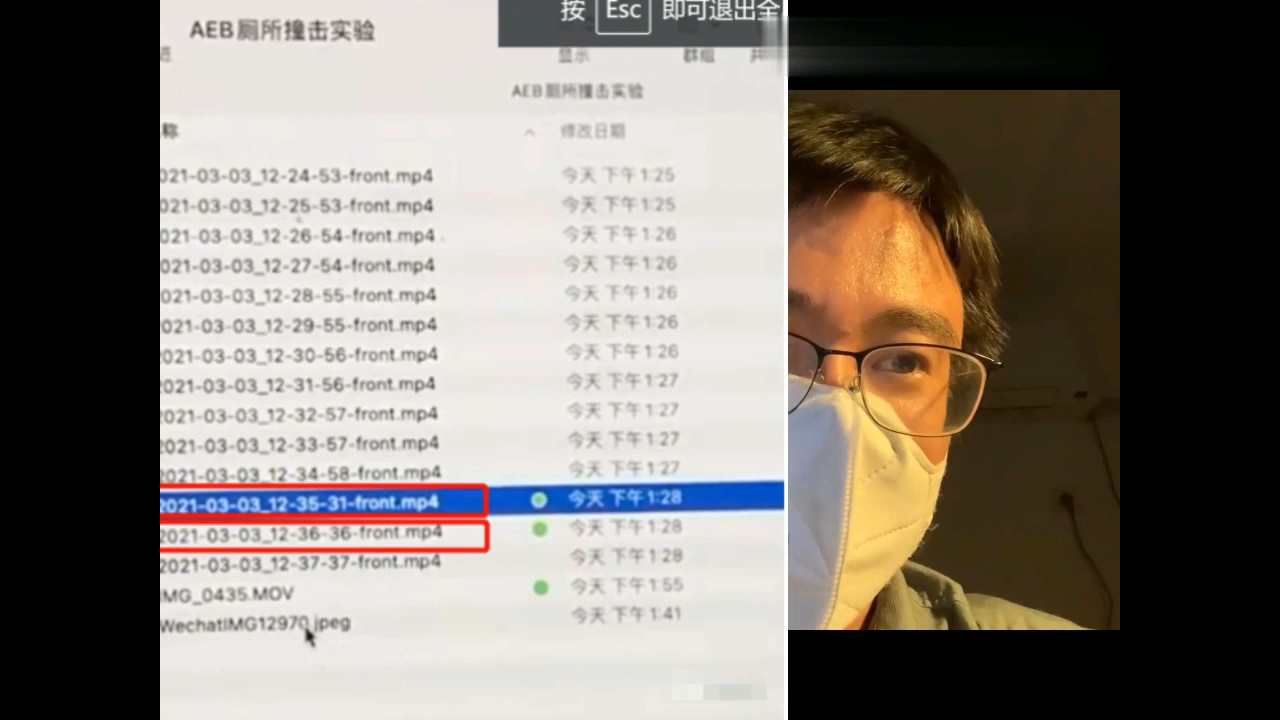 按 Esc 即可退出全
AEB厕所撞击实验
显示 群组
AEB厕所撞击实验
称 修改日期
021-03-03_12-24-53-front.mp4 今天 下午1:25
021-03-03_12-25-53-front.mp4 今天 下午1:25
021-03-03_12-26-54-front.mp4 今天 下午1:26
021-03-03_12-27-54-front.mp4 今天 下午1:26
021-03-03_12-28-55-front.mp4 今天 下午1:26
021-03-03_12-29-55-front.mp4 今天 下午1:26
021-03-03_12-30-56-front.mp4 今天 下午1:26
2021-03-03_12-31-56-front.mp4 今天 下午1:27
2021-03-03_12-32-57-front.mp4 今天 下午1:27
2021-03-03_12-33-57-front.mp4 今天 下午1:27
2021-03-03_12-34-58-front.mp4 今天 下午1:27
2021-03-03_12-35-31-front.mp4 今天 下午1:28
2021-03-03_12-36-36-front.mp4 今天 下午1:28
2021-03-03_12-37-37-front.mp4 今天 下午1:28
IMG_0435.MOV 今天 下午1:55
WechatIMG12970.jpeg 今天 下午1:41